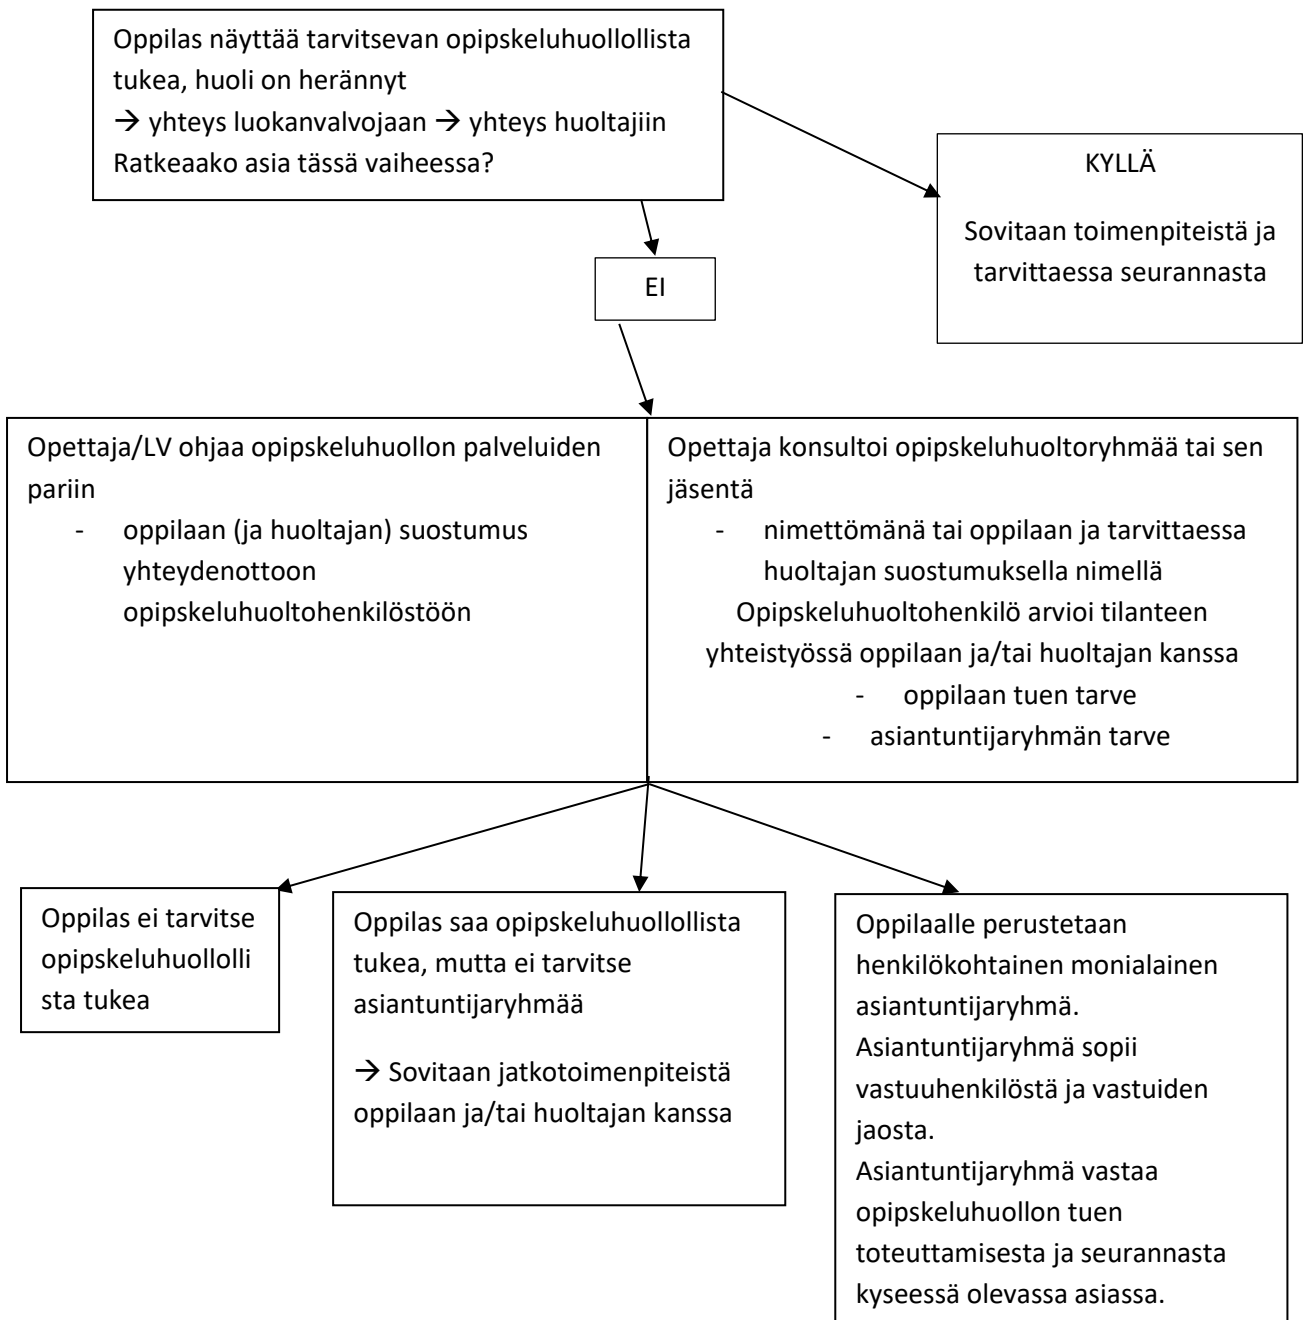 Oppilas näyttää tarvitsevan opipskeluhuollollista
tukea, huoli on herännyt
→ yhteys luokanvalvojaan → yhteys huoltajiin
Ratkeaako asia tässä vaiheessa?
KYLLÄ
Sovitaan toimenpiteistä ja
tarvittaessa seurannasta
EI
Opettaja/LV ohjaa opipskeluhuollon palveluiden
pariin
- oppilaan (ja huoltajan) suostumus
yhteydenottoon
opipskeluhuoltohenkilöstöön
Opettaja konsultoi opipskeluhuoltoryhmää tai sen
jäsentä
- nimettömänä tai oppilaan ja tarvittaessa
huoltajan suostumuksella nimellä
Opipskeluhuoltohenkilö arvioi tilanteen
yhteistyössä oppilaan ja/tai huoltajan kanssa
- oppilaan tuen tarve
- asiantuntijaryhmän tarve
Oppilas ei tarvitse
opipskeluhuollolli
sta tukea
Oppilas saa opipskeluhuollollista
tukea, mutta ei tarvitse
asiantuntijaryhmää
→ Sovitaan jatkotoimenpiteistä
oppilaan ja/tai huoltajan kanssa
Oppilaalle perustetaan
henkilökohtainen monialainen
asiantuntijaryhmä.
Asiantuntijaryhmä sopii
vastuuhenkilöstä ja vastuiden
jaosta.
Asiantuntijaryhmä vastaa
opipskeluhuollon tuen
toteuttamisesta ja seurannasta
kyseessä olevassa asiassa.